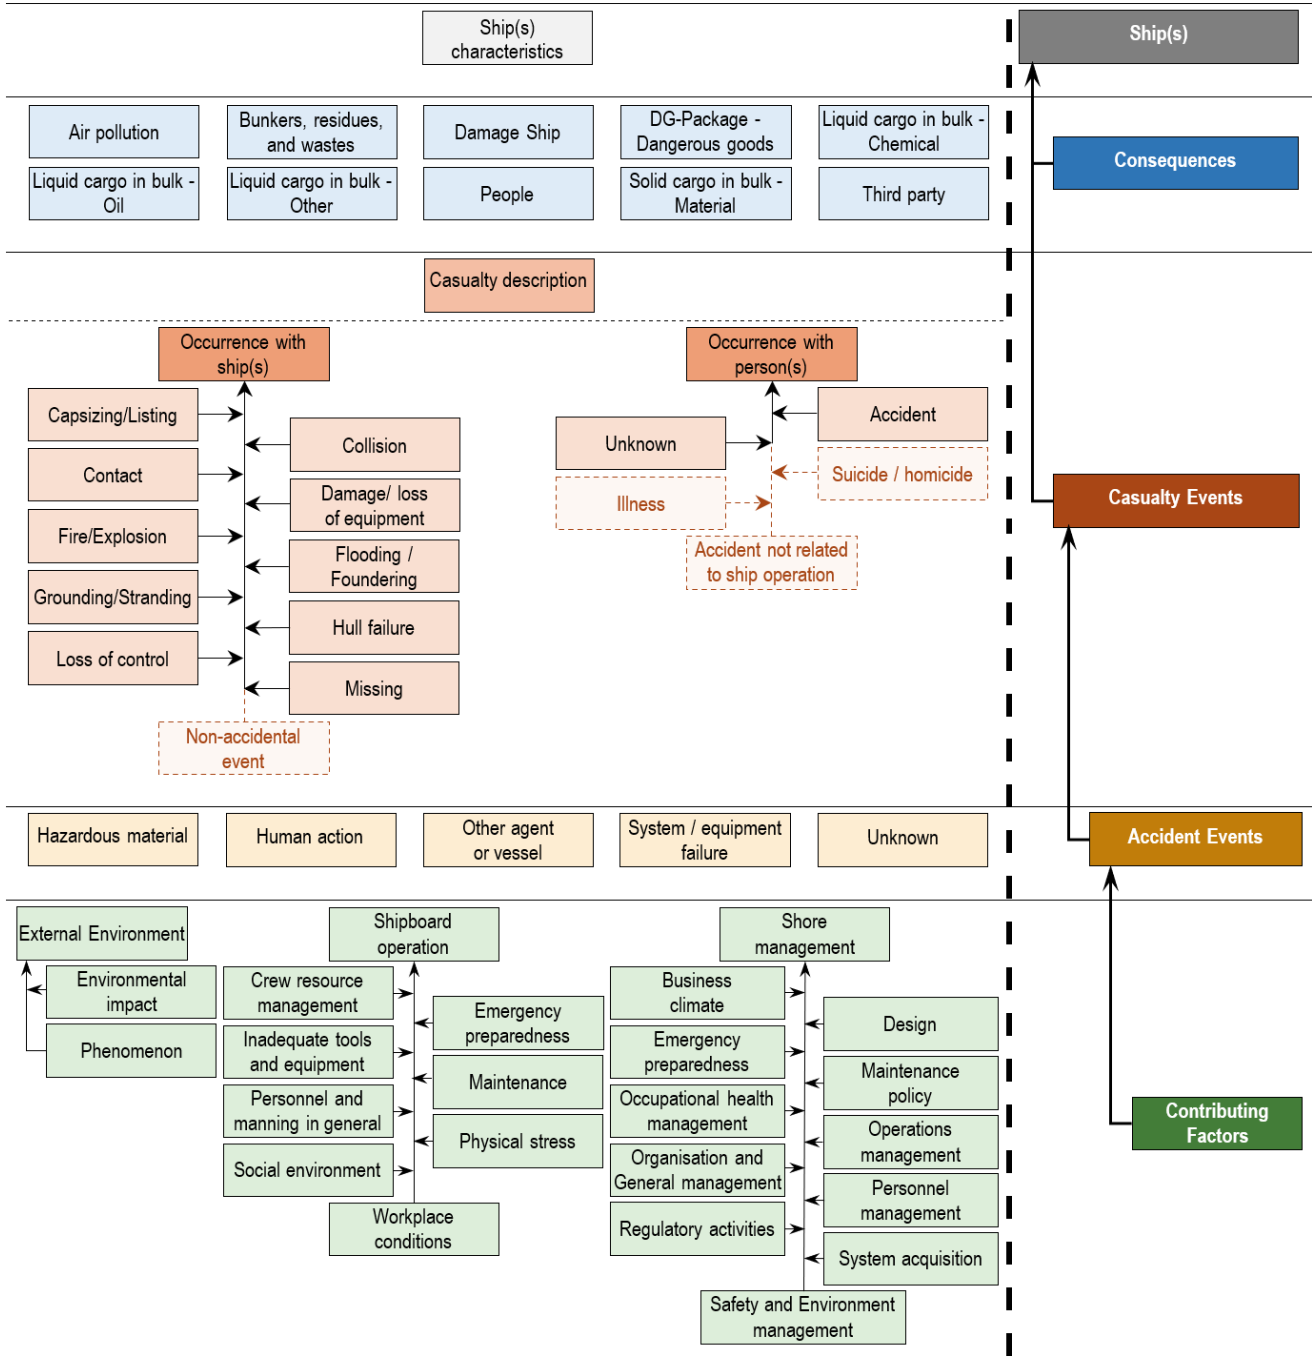 Ship(s)
characteristics
Ship(s)
Air pollution
Bunkers, residues,
and wastes
Damage Ship
DG-Package -
Dangerous goods
Liquid cargo in bulk -
Chemical
Consequences
Liquid cargo in bulk -
Oil
Liquid cargo in bulk -
Other
People
Solid cargo in bulk -
Material
Third party
Casualty description
Occurrence with
ship(s)
Capsizing/Listing
Collision
Contact
Damage/ loss
of equipment
Fire/Explosion
Flooding /
Foundering
Grounding/Stranding
Hull failure
Loss of control
Missing
Non-accidental
event
Occurrence with
person(s)
Accident
Unknown
Suicide / homicide
Illness
Accident not related
to ship operation
Casualty Events
Hazardous material
Human action
Other agent
or vessel
System / equipment
failure
Unknown
Accident Events
External Environment
Environmental
impact
Phenomenon
Shipboard
operation
Crew resource
management
Emergency
preparedness
Inadequate tools
and equipment
Maintenance
Personnel and
manning in general
Physical stress
Social environment
Workplace
conditions
Shore
management
Business
climate
Design
Emergency
preparedness
Maintenance
policy
Occupational health
management
Operations
management
Organisation and
General management
Personnel
management
Regulatory activities
System acquisition
Safety and Environment
management
Contributing
Factors